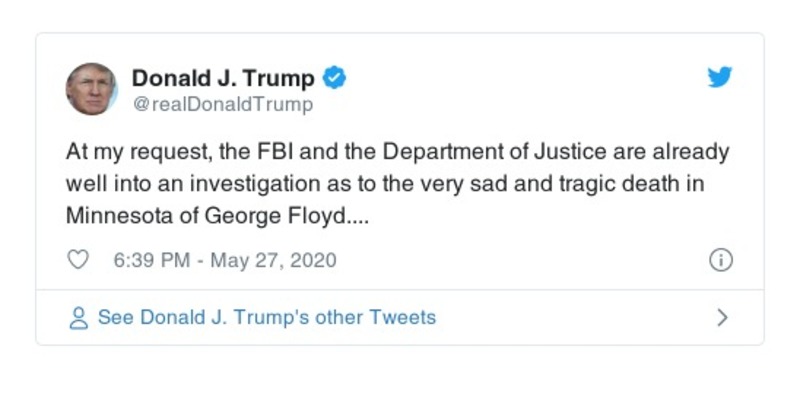 Donald J. Trump
@realDonaldTrump
At my request, the FBI and the Department of Justice are already
well into an investigation as to the very sad and tragic death in
Minnesota of George Floyd....
6:39 PM - May 27, 2020
See Donald J. Trump's other Tweets